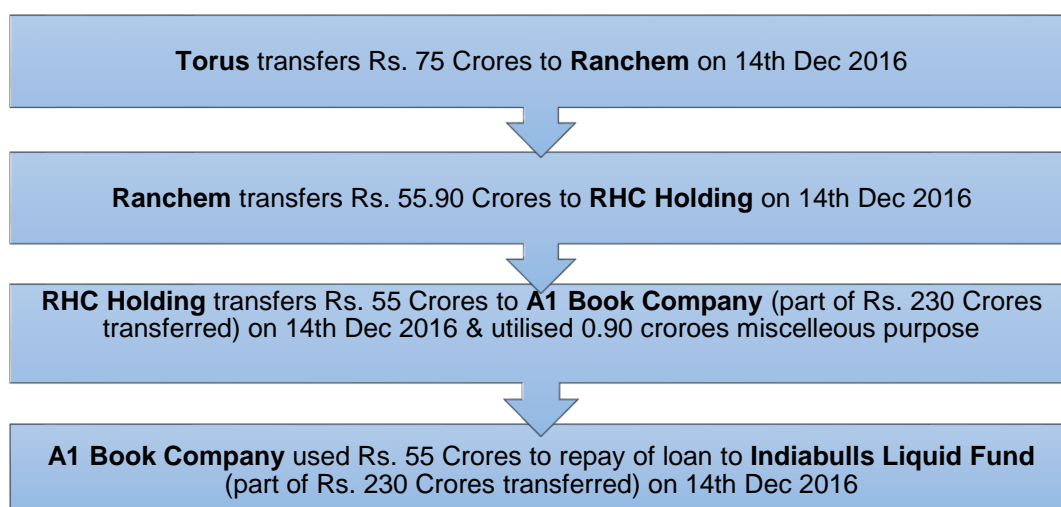 Torus transfers Rs. 75 Crores to Ranchem on 14th Dec 2016
Ranchem transfers Rs. 55.90 Crores to RHC Holding on 14th Dec 2016
RHC Holding transfers Rs. 55 Crores to A1 Book Company (part of Rs. 230 Crores
transferred) on 14th Dec 2016 & utilised 0.90 croroes miscelleous purpose
A1 Book Company used Rs. 55 Crores to repay of loan to Indiabulls Liquid Fund
(part of Rs. 230 Crores transferred) on 14th Dec 2016